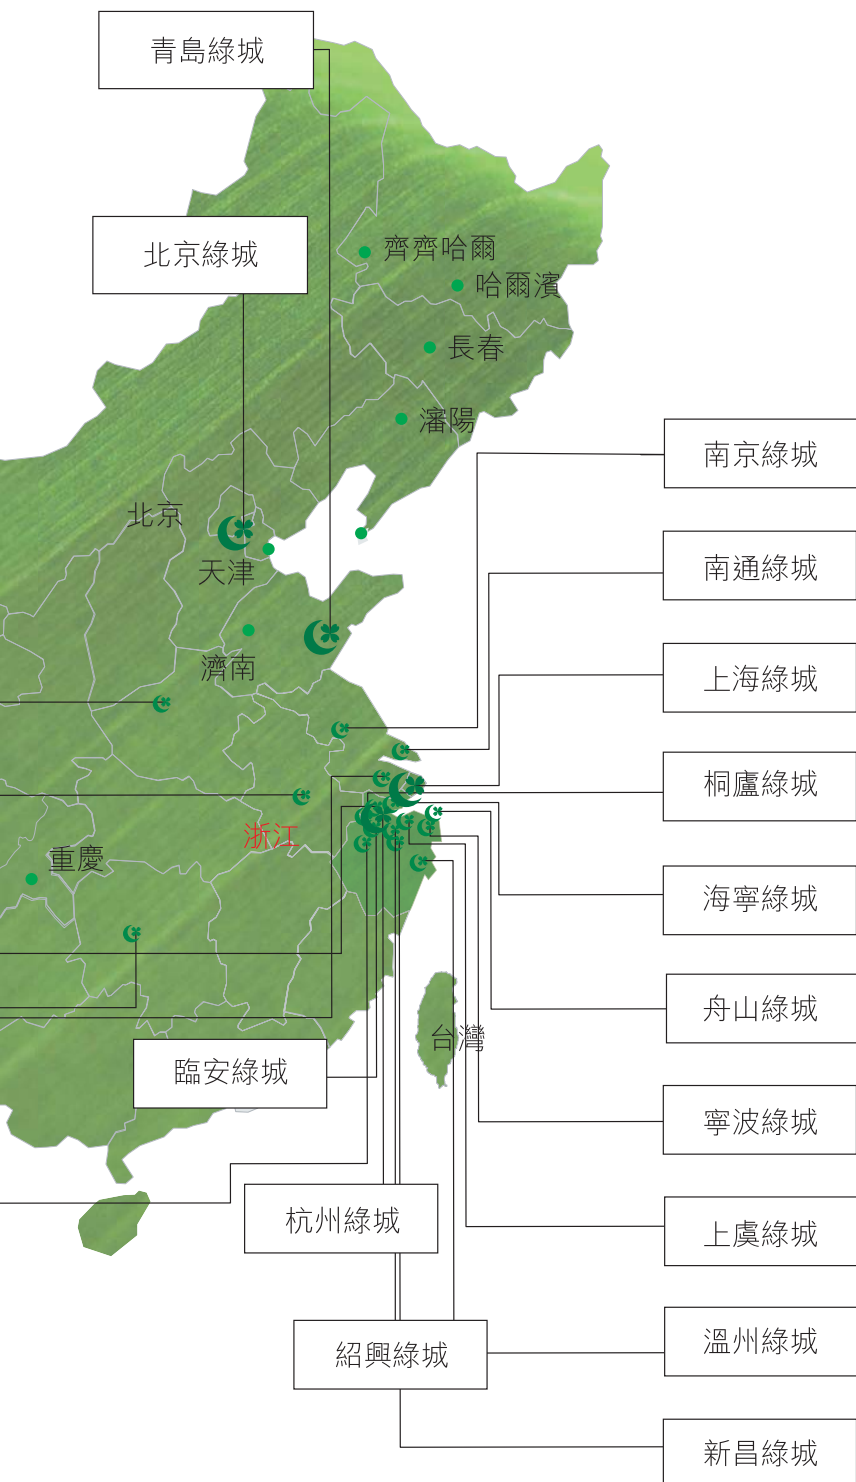 青島綠城
北京綠城
齊齊哈爾
哈爾濱
長春
瀋陽
南京綠城
北京
南通綠城
天津
濟南
上海綠城
桐廬綠城
浙江
重慶
海寧綠城
舟山綠城
台灣
臨安綠城
寧波綠城
杭州綠城
上虞綠城
溫州綠城
紹興綠城
新昌綠城